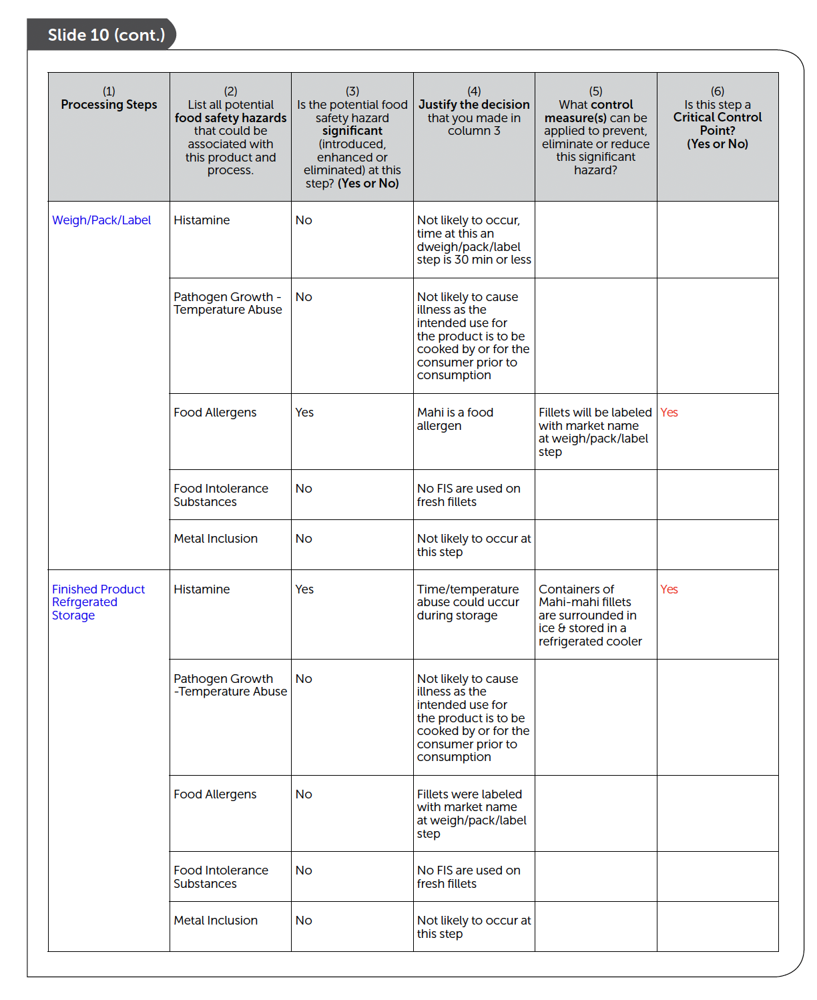 Slide 10 (cont.)
(1)
Processing Steps
(2)
List all potential
food safety hazards
that could be
associated with
this product and
process.
(3)
Is the potential food
safety hazard
significant
(introduced,
enhanced or
eliminated) at this
step? (Yes or No)
(4)
Justify the decision
that you made in
column 3
(5)
What control
measure(s) can be
applied to prevent,
eliminate or reduce
this significant
hazard?
(6)
Is this step a
Critical Control
Point?
(Yes or No)
Weigh/Pack/Label
Histamine
No
Not likely to occur,
time at this an
dweigh/pack/label
step is 30 min or less
Pathogen Growth -
Temperature Abuse
No
Not likely to cause
illness as the
intended use for
the product is to be
cooked by or for the
consumer prior to
consumption
Food Allergens
Yes
Mahi is a food
allergen
Fillets will be labeled
with market name
at weigh/pack/label
step
Yes
Food Intolerance
Substances
No
No FIS are used on
fresh fillets
Metal Inclusion
No
Not likely to occur at
this step
Finished Product
Refrgerated
Storage
Histamine
Yes
Time/temperature
abuse could uccur
during storage
Containers of
Mahi-mahi fillets
are surrounded in
ice & stored in a
refrigerated cooler
Yes
Pathogen Growth
-Temperature Abuse
No
Not likely to cause
illness as the
intended use for
the product is to be
cooked by or for the
consumer prior to
consumption
Food Allergens
No
Fillets were labeled
with market name
at weigh/pack/label
step
Food Intolerance
Substances
No
No FIS are used on
fresh fillets
Metal Inclusion
No
Not likely to occur at
this step